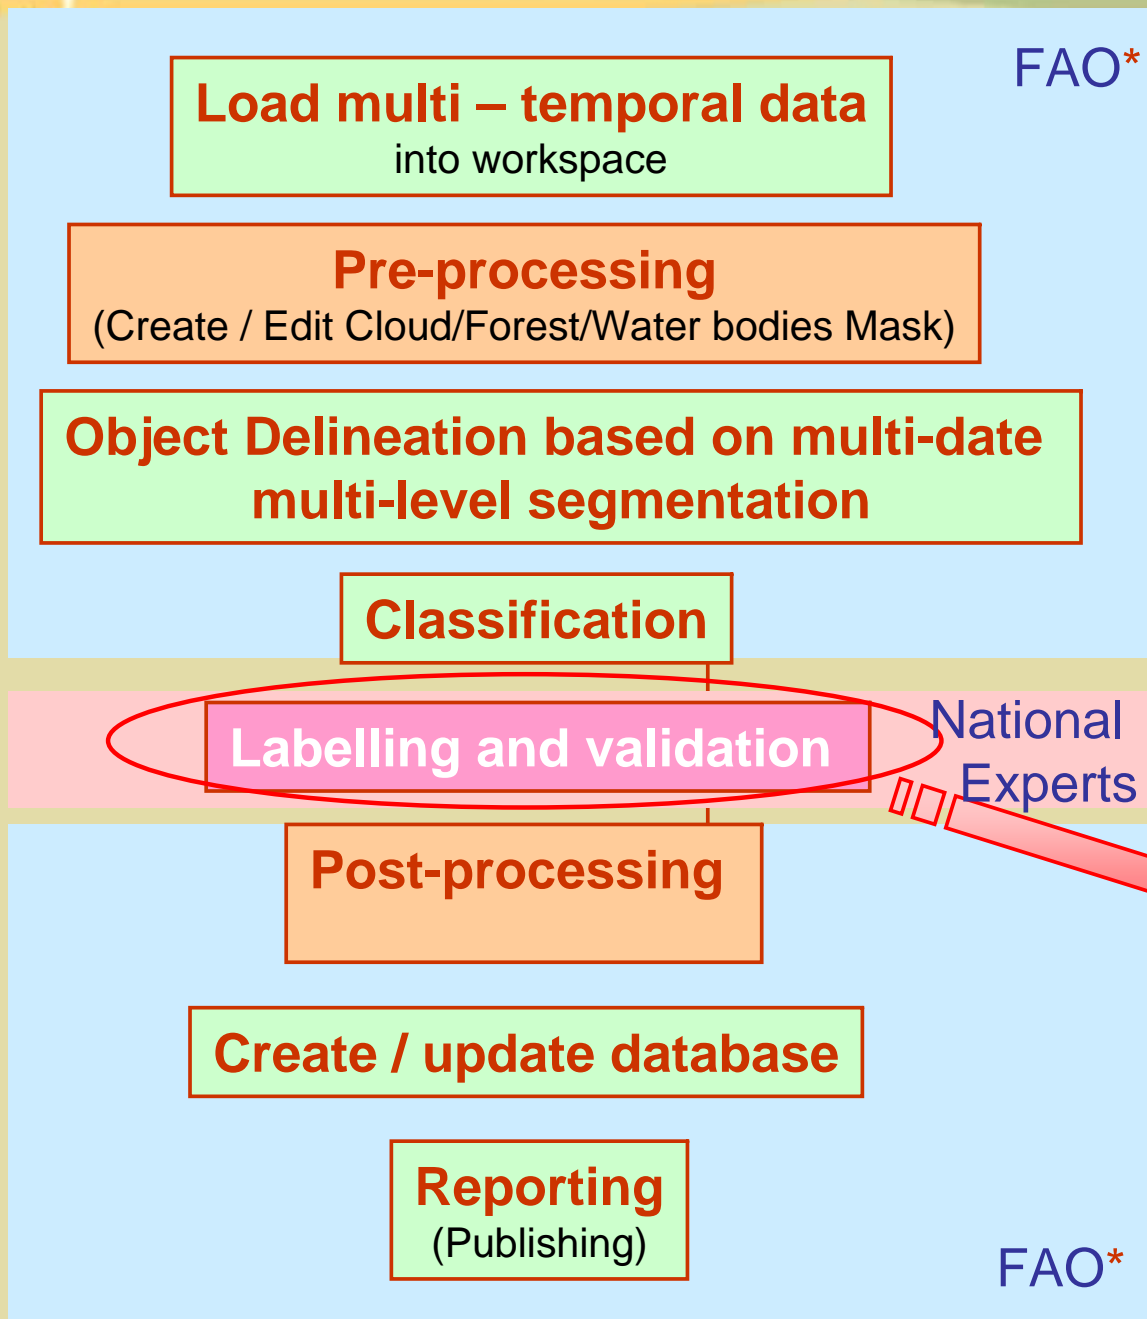 FAO*
Load multi – temporal data
into workspace
Pre-processing
(Create / Edit Cloud/Forest/Water bodies Mask)
Object Delineation based on multi-date
multi-level segmentation
Classification
Labelling and validation
National
Experts
Post-processing
Create / update database
Reporting
(Publishing)
FAO*